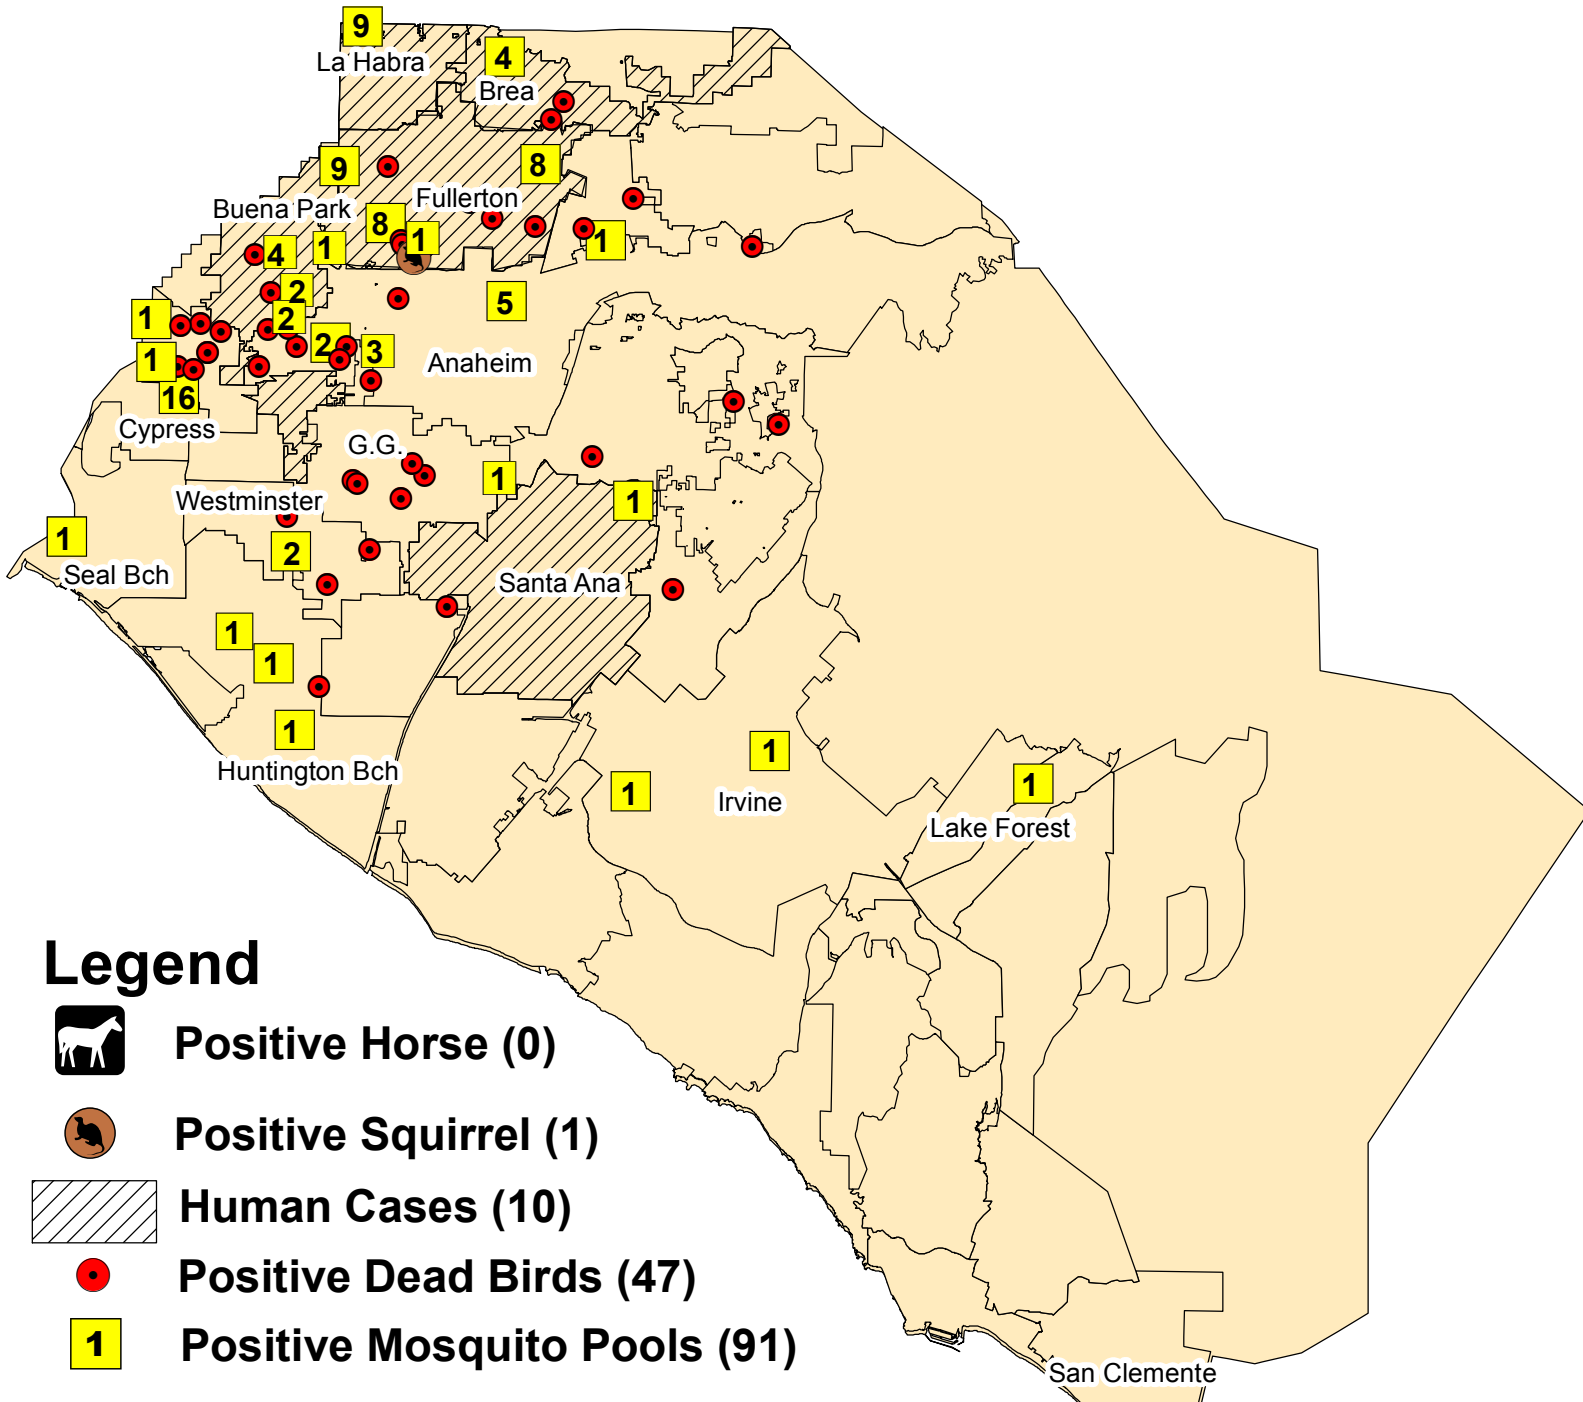 9
La Habra
4
Brea
9
8
Fullerton
Buena Park
8
1
1
1
4
2
5
1
2
2
3
1
Anaheim
16
Cypress
G.G.
1
Westminster
1
1
2
Seal Bch
Santa Ana
1
1
1
1
Huntington Bch
1
Irvine
1
Lake Forest
Legend
Positive Horse (0)
Positive Squirrel (1)
Human Cases (10)
Positive Dead Birds (47)
1
Positive Mosquito Pools (91)
San Clemente